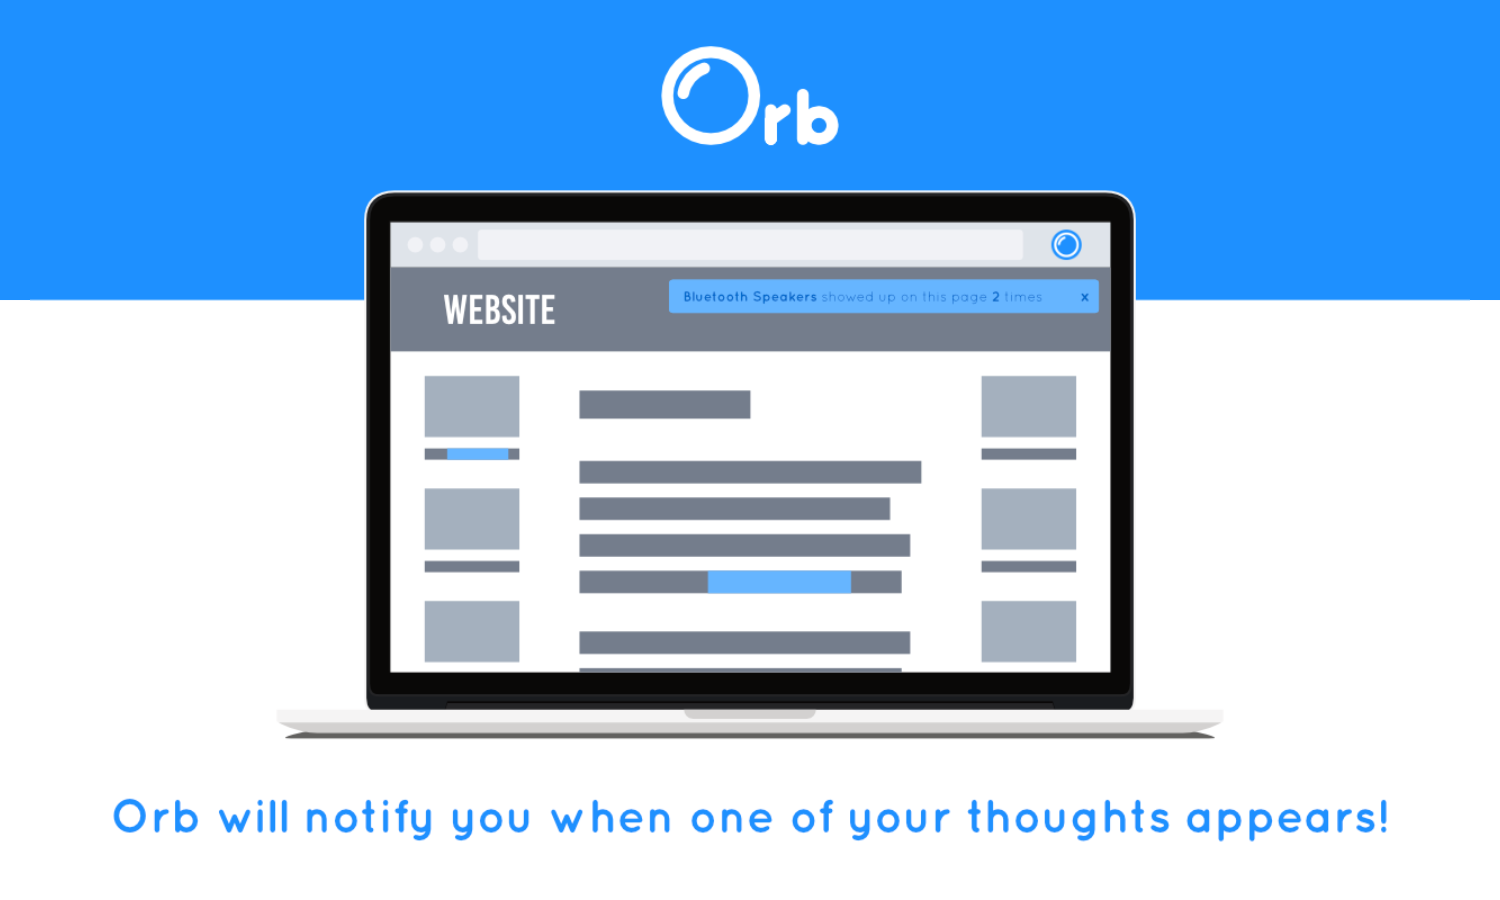 Orb
WEBSITE
Bluetooth Speakers showed up on this page 2 times x
Orb will notify you when one of your thoughts appears!